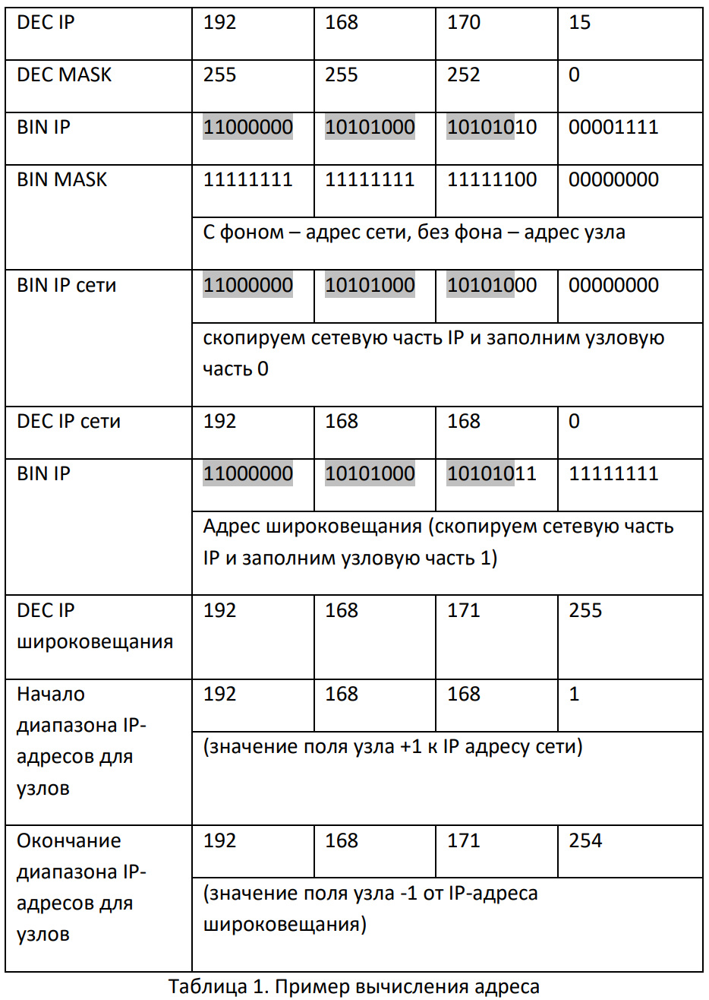 DEC IP 192 168 170 15
DEC MASK 255 255 252 0
BIN IP 11000000 10101000 10101010 00001111
BIN MASK 11111111 11111111 11111100 00000000
С фоном – адрес сети, без фона – адрес узла
BIN IP сети 11000000 10101000 10101000 00000000
скопируем сетевую часть IP и заполним узловую
часть 0
DEC IP сети 192 168 168 0
BIN IP 11000000 10101000 10101011 11111111
Адрес широковещания (скопируем сетевую часть
IP и заполним узловую часть 1)
DEC IP 192 168 171 255
широковещания
Начало 192 168 168 1
диапазона IP-
адресов для
узлов
(значение поля узла +1 к IP адресу сети)
Окончание 192 168 171 254
диапазона IP-
адресов для
узлов
(значение поля узла -1 от IP-адреса
широковещания)
Таблица 1. Пример вычисления адреса